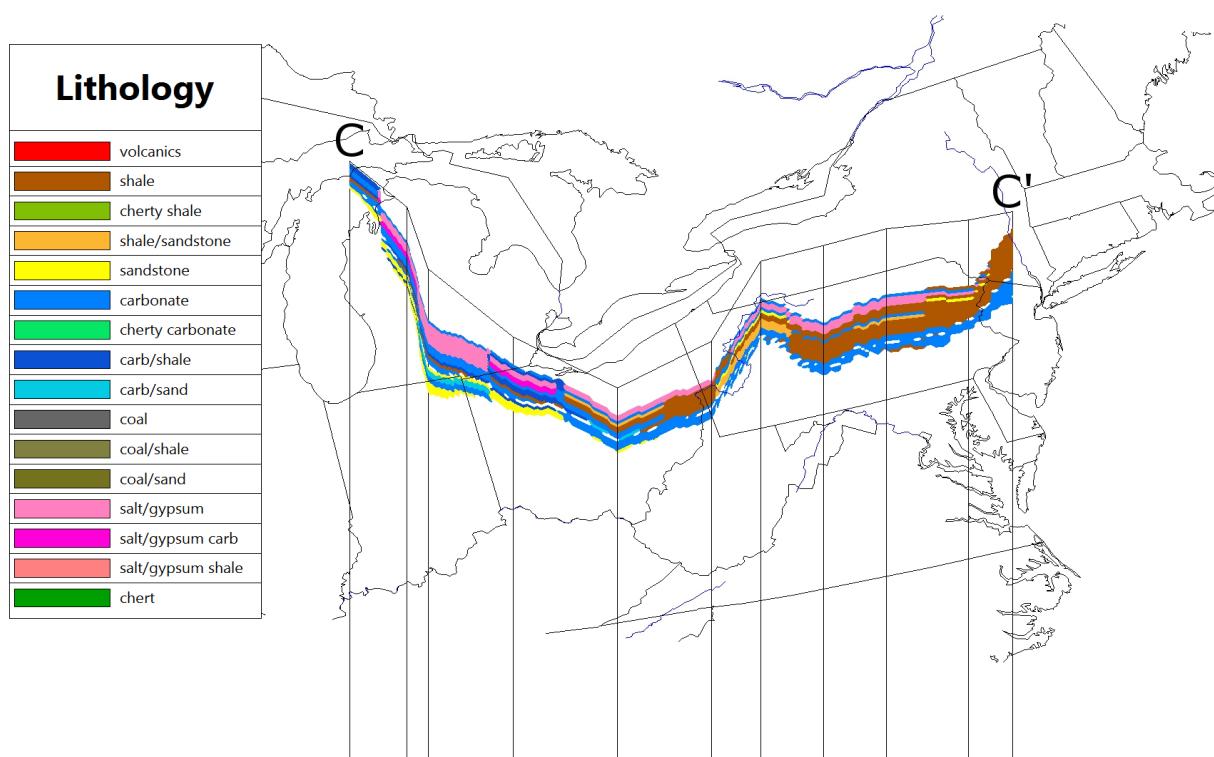 Lithology
volcanics
shale
cherty shale
shale/sandstone
sandstone
carbonate
cherty carbonate
carb/shale
carb/sand
coal
coal/shale
coal/sand
salt/gypsum
salt/gypsum carb
salt/gypsum shale
chert
C
C'